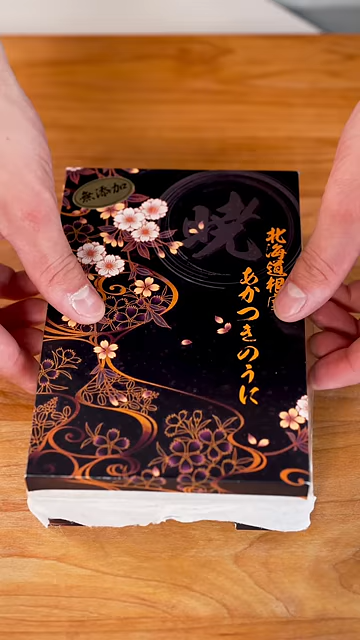 無添加
暁
北海道根室
あかつきのうに